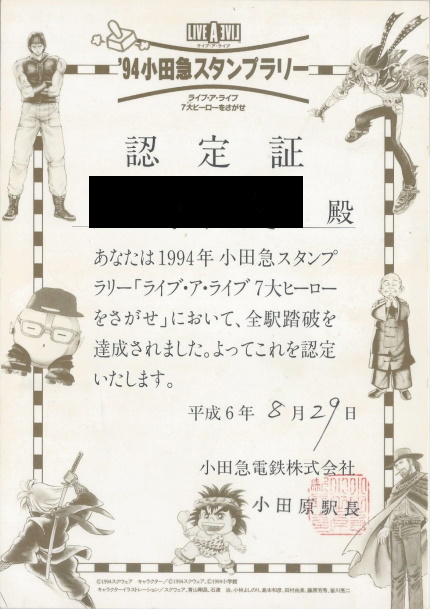 LIVE A LIVE
ライブ・ア・ライブ
'94小田急スタンプラリー
ライブ・ア・ライブ
7大ヒーローをさがせ
認定証
殿
あなたは1994年 小田急スタンプ
ラリー「ライブ・ア・ライブ 7大ヒーロー
をさがせ」において、全駅踏破を
達成されました。よってこれを認定
いたします。
平成6年 8月29日
小田急電鉄株式会社
小田原駅長
©1994スクウェア キャラクター/©1994スクウェア、©1994小学館
キャラクターイラストレーション/スクウェア、青山剛昌、石渡 治、小林よしのり、島本和彦、田村由美、藤原芳秀、皆川亮二